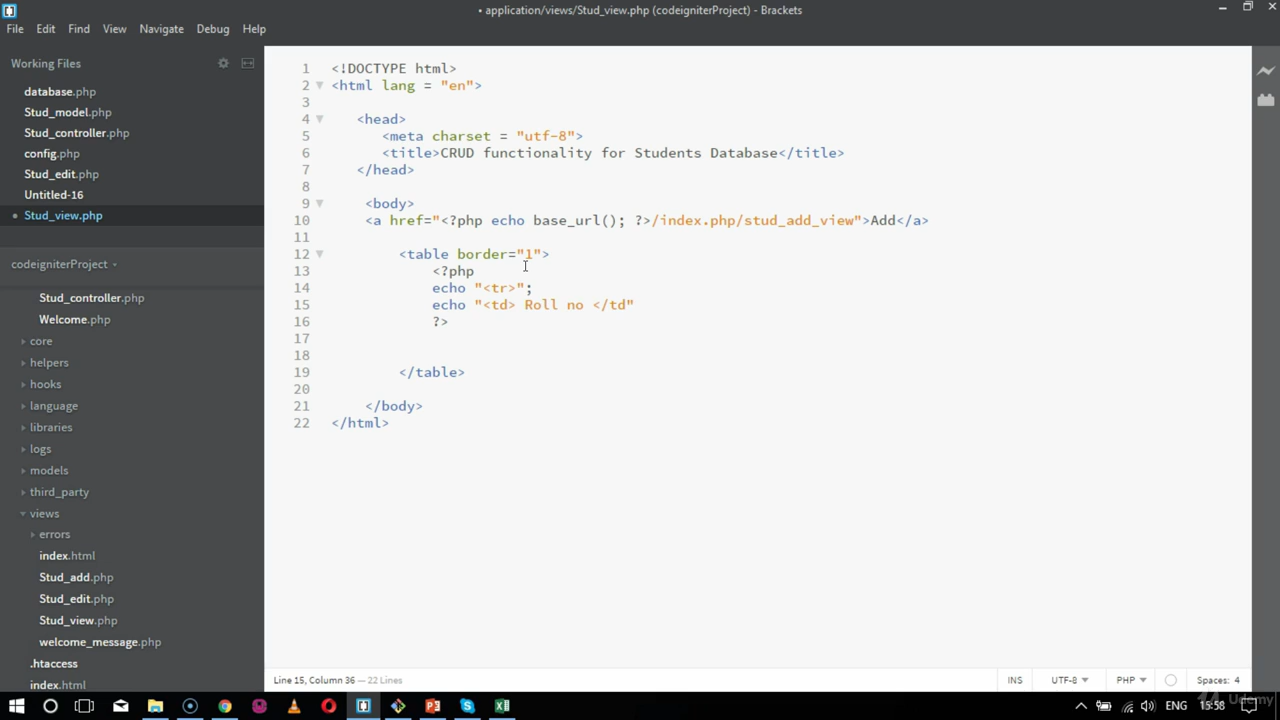 • application/views/Stud_view.php (codeigniterProject) - Brackets
File Edit Find View Navigate Debug Help
Working Files
database.php
Stud_model.php
Stud_controller.php
config.php
Stud_edit.php
Untitled-16
Stud_view.php
codeigniterProject
Stud_controller.php
Welcome.php
core
helpers
hooks
language
libraries
logs
models
third_party
views
errors
index.html
Stud_add.php
Stud_edit.php
Stud_view.php
welcome_message.php
.htaccess
index.html
1 <!DOCTYPE html>
2 <html lang = "en">
3
4 <head>
5 <meta charset = "utf-8">
6 <title>CRUD functionality for Students Database</title>
7 </head>
8
9 <body>
10 <a href="<?php echo base_url(); ?>/index.php/stud_add_view">Add</a>
11
12 <table border="1">
13 <?php
14 echo "<tr>";
15 echo "<td> Roll no </td"
16 ?>
17
18
19 </table>
20
21 </body>
22 </html>
Line 15, Column 36 — 22 Lines
INS UTF-8 PHP Spaces: 4
ENG 15:58
Udemy